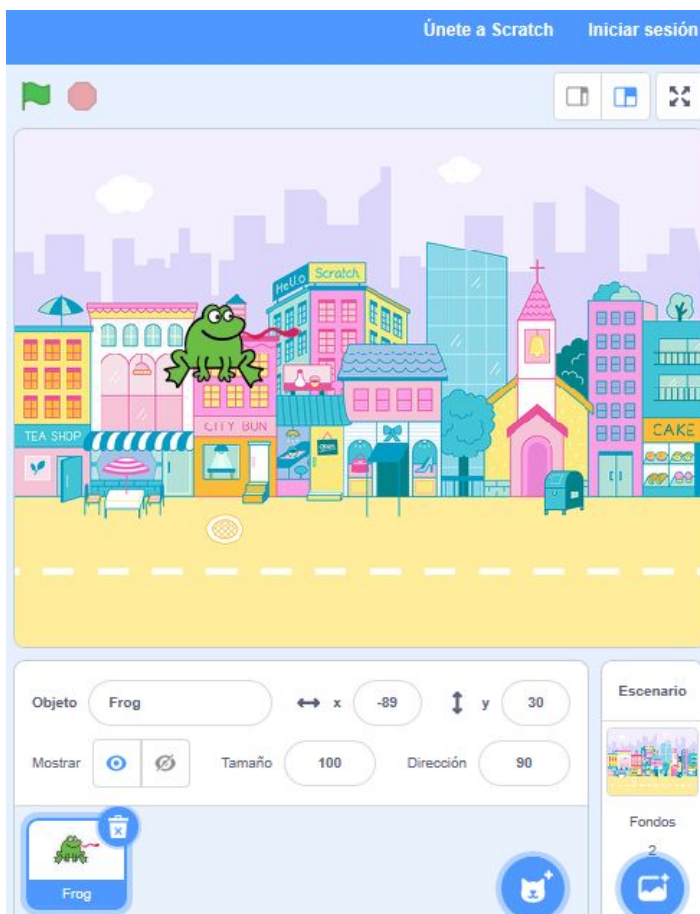 Únete a Scratch Iniciar sesión
Hello Scratch
TEA SHOP
CITY BUN
CAKE
Objeto Frog x -89 y 30
Mostrar Tamaño 100 Dirección 90
Frog
Escenario
Fondos
2